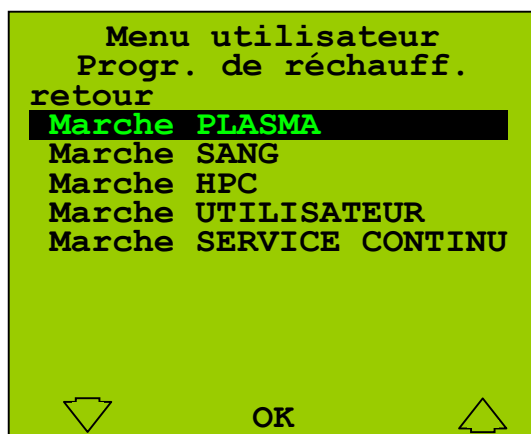 Menu utilisateur
Progr. de réchauff.
retour
Marche PLASMA
Marche SANG
Marche HPC
Marche UTILISATEUR
Marche SERVICE CONTINU
OK